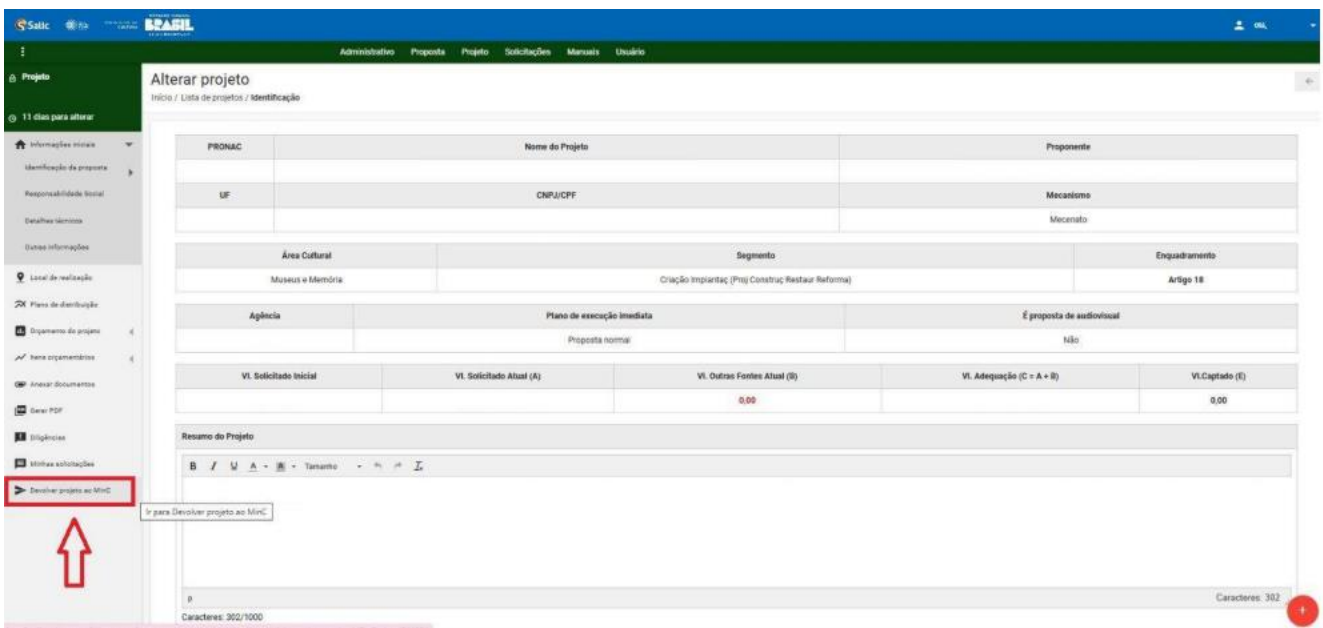 Salic
BRASIL
Olá,
Administrativo Proposta Projeto Solicitações Manuais Usuário
Projeto
11 dias para alterar
Alterar projeto
Início / Lista de projetos / Identificação
Informações iniciais
Identificação da proposta
Responsabilidade Social
Detalhes técnicos
Outras informações
Local de realização
Plano de distribuição
Orçamento do projeto
Itens orçamentários
Anexar documentos
Gerar PDF
Diligências
Minhas solicitações
Devolver projeto ao MinC
Ir para Devolver projeto ao MinC
PRONAC Nome do Projeto Proponente
UF CNPJ/CPF Mecanismo
Mecenato
Área Cultural Segmento Enquadramento
Museus e Memória Criação Implantaç (Proj Construç Restaur Reforma) Artigo 18
Agência Plano de execução imediata É proposta de audiovisual
Proposta normal Não
Vl. Solicitado Inicial Vl. Solicitado Atual (A) Vl. Outras Fontes Atual (B) Vl. Adequação (C = A + B) Vl.Captado (E)
0,00 0,00
Resumo do Projeto
B I U A A Tamanho
p Caracteres: 302
Caracteres: 302/1000